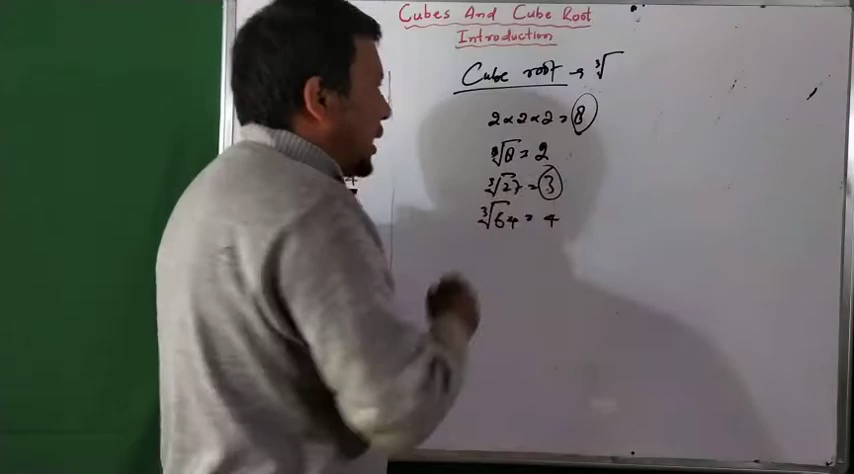 Cubes And Cube Root
Introduction
Cube root → ∛
2 × 2 × 2 = 8
∛8 = 2
∛27 = 3
∛64 = 4